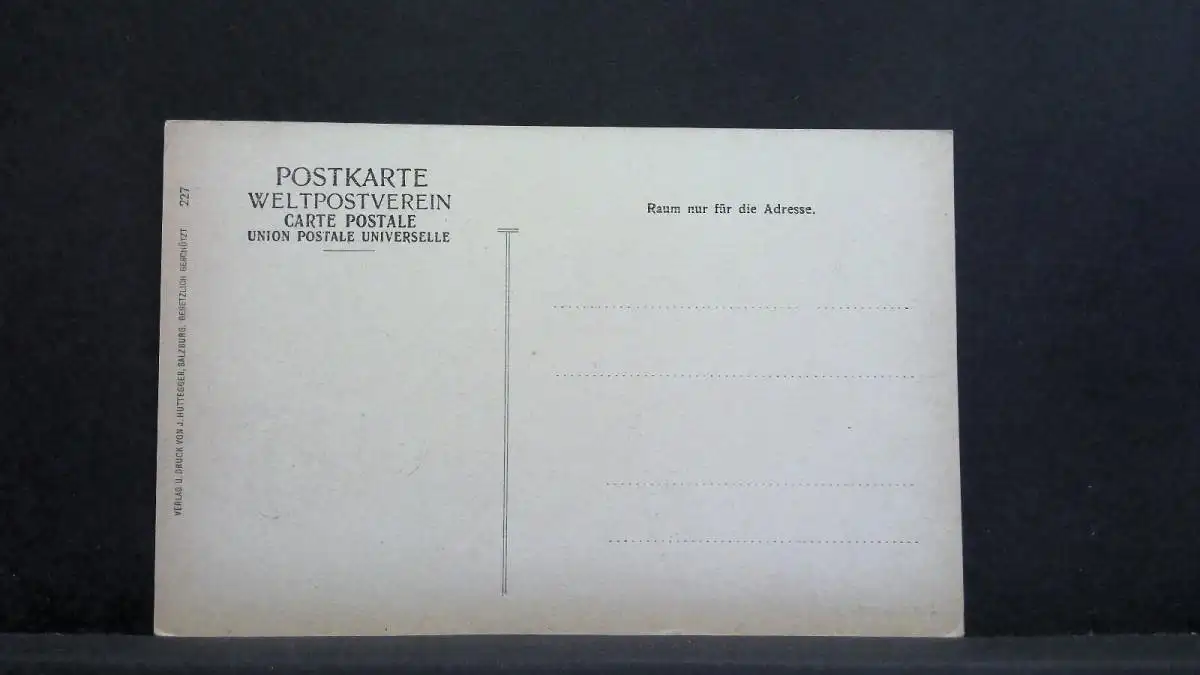 POSTKARTE
WELTPOSTVEREIN
CARTE POSTALE
UNION POSTALE UNIVERSELLE
Raum nur für die Adresse.
VERLAG U. DRUCK VON J. HUTTEGGER, SALZBURG. GESETZLICH GESCHÜTZT 227